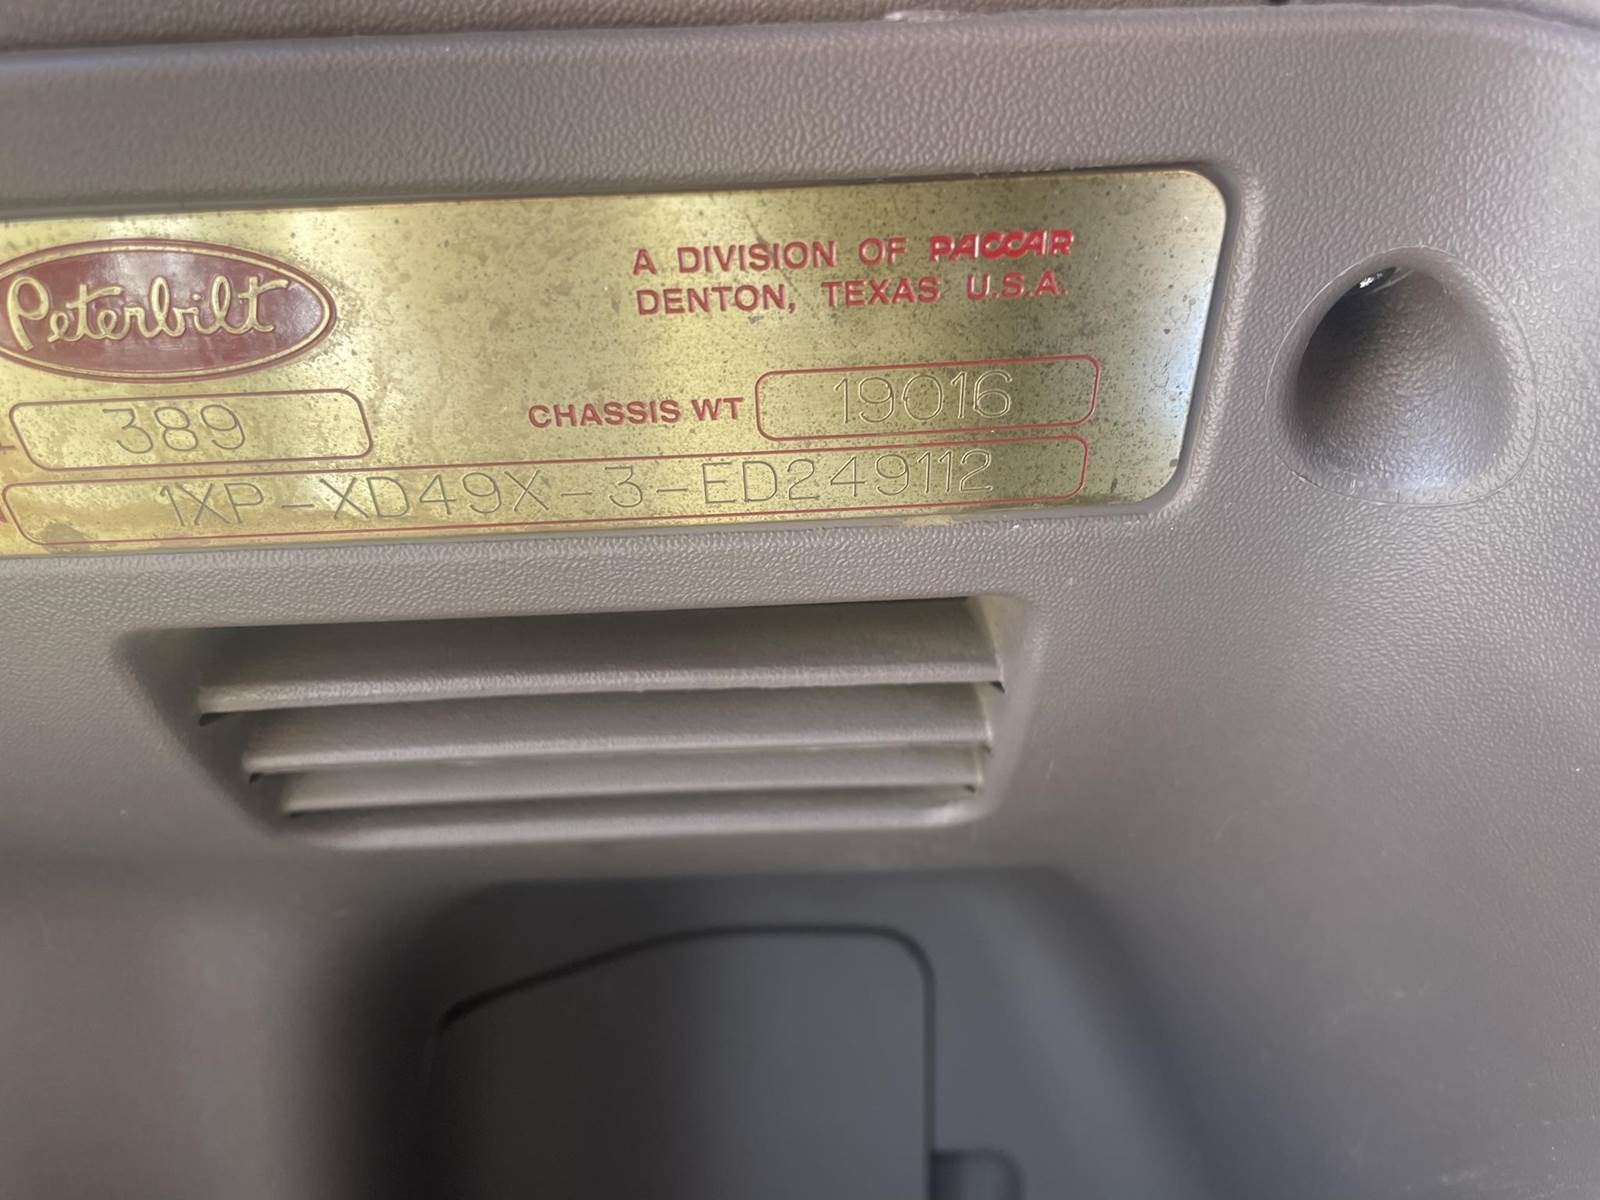 Peterbilt
A DIVISION OF PACCAR
DENTON, TEXAS U.S.A.
389
CHASSIS WT 19016
1XP-XD49X-3-ED249112